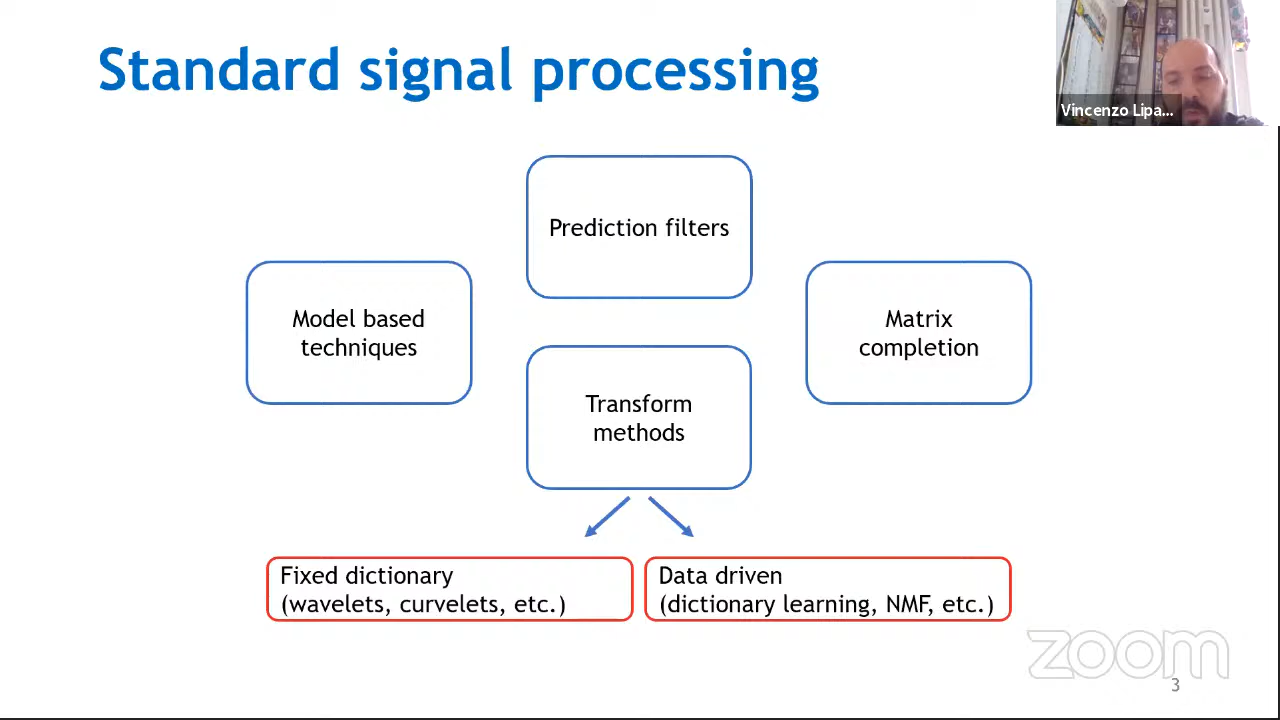 Standard signal processing
Vincenzo Lipa...
Prediction filters
Model based
techniques
Matrix
completion
Transform
methods
Fixed dictionary
(wavelets, curvelets, etc.)
Data driven
(dictionary learning, NMF, etc.)
zoom
3